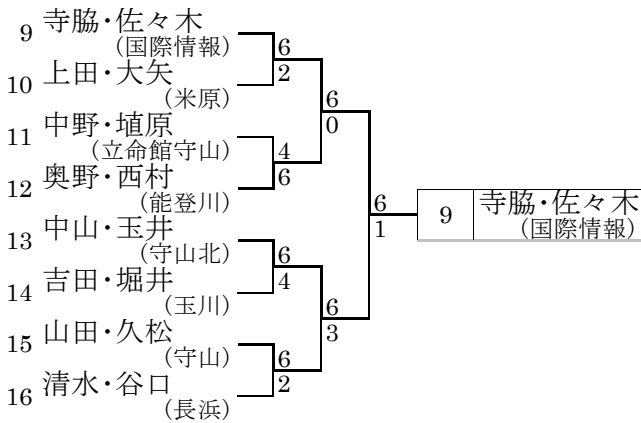 9 寺脇・佐々木
(国際情報)
6
2
10 上田・大矢
(米原)
6
0
11 中野・埴原
(立命館守山)
4
6
12 奥野・西村
(能登川)
6
1
9 寺脇・佐々木
(国際情報)
13 中山・玉井
(守山北)
6
4
14 吉田・堀井
(玉川)
6
3
15 山田・久松
(守山)
6
2
16 清水・谷口
(長浜)